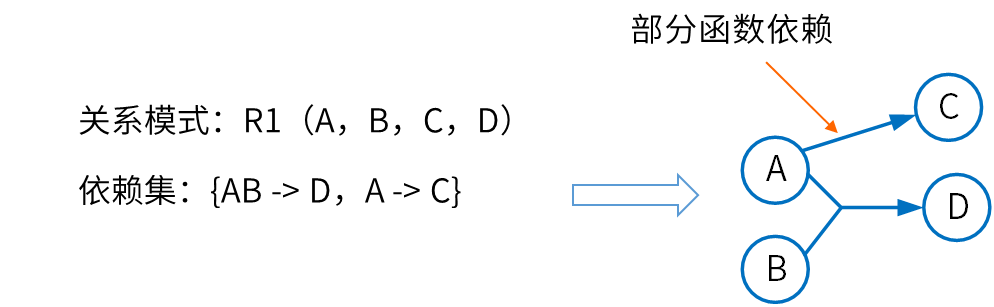 部分函数依赖
关系模式：R1（A，B，C，D）
依赖集：{AB -> D，A -> C}
C
A
D
B